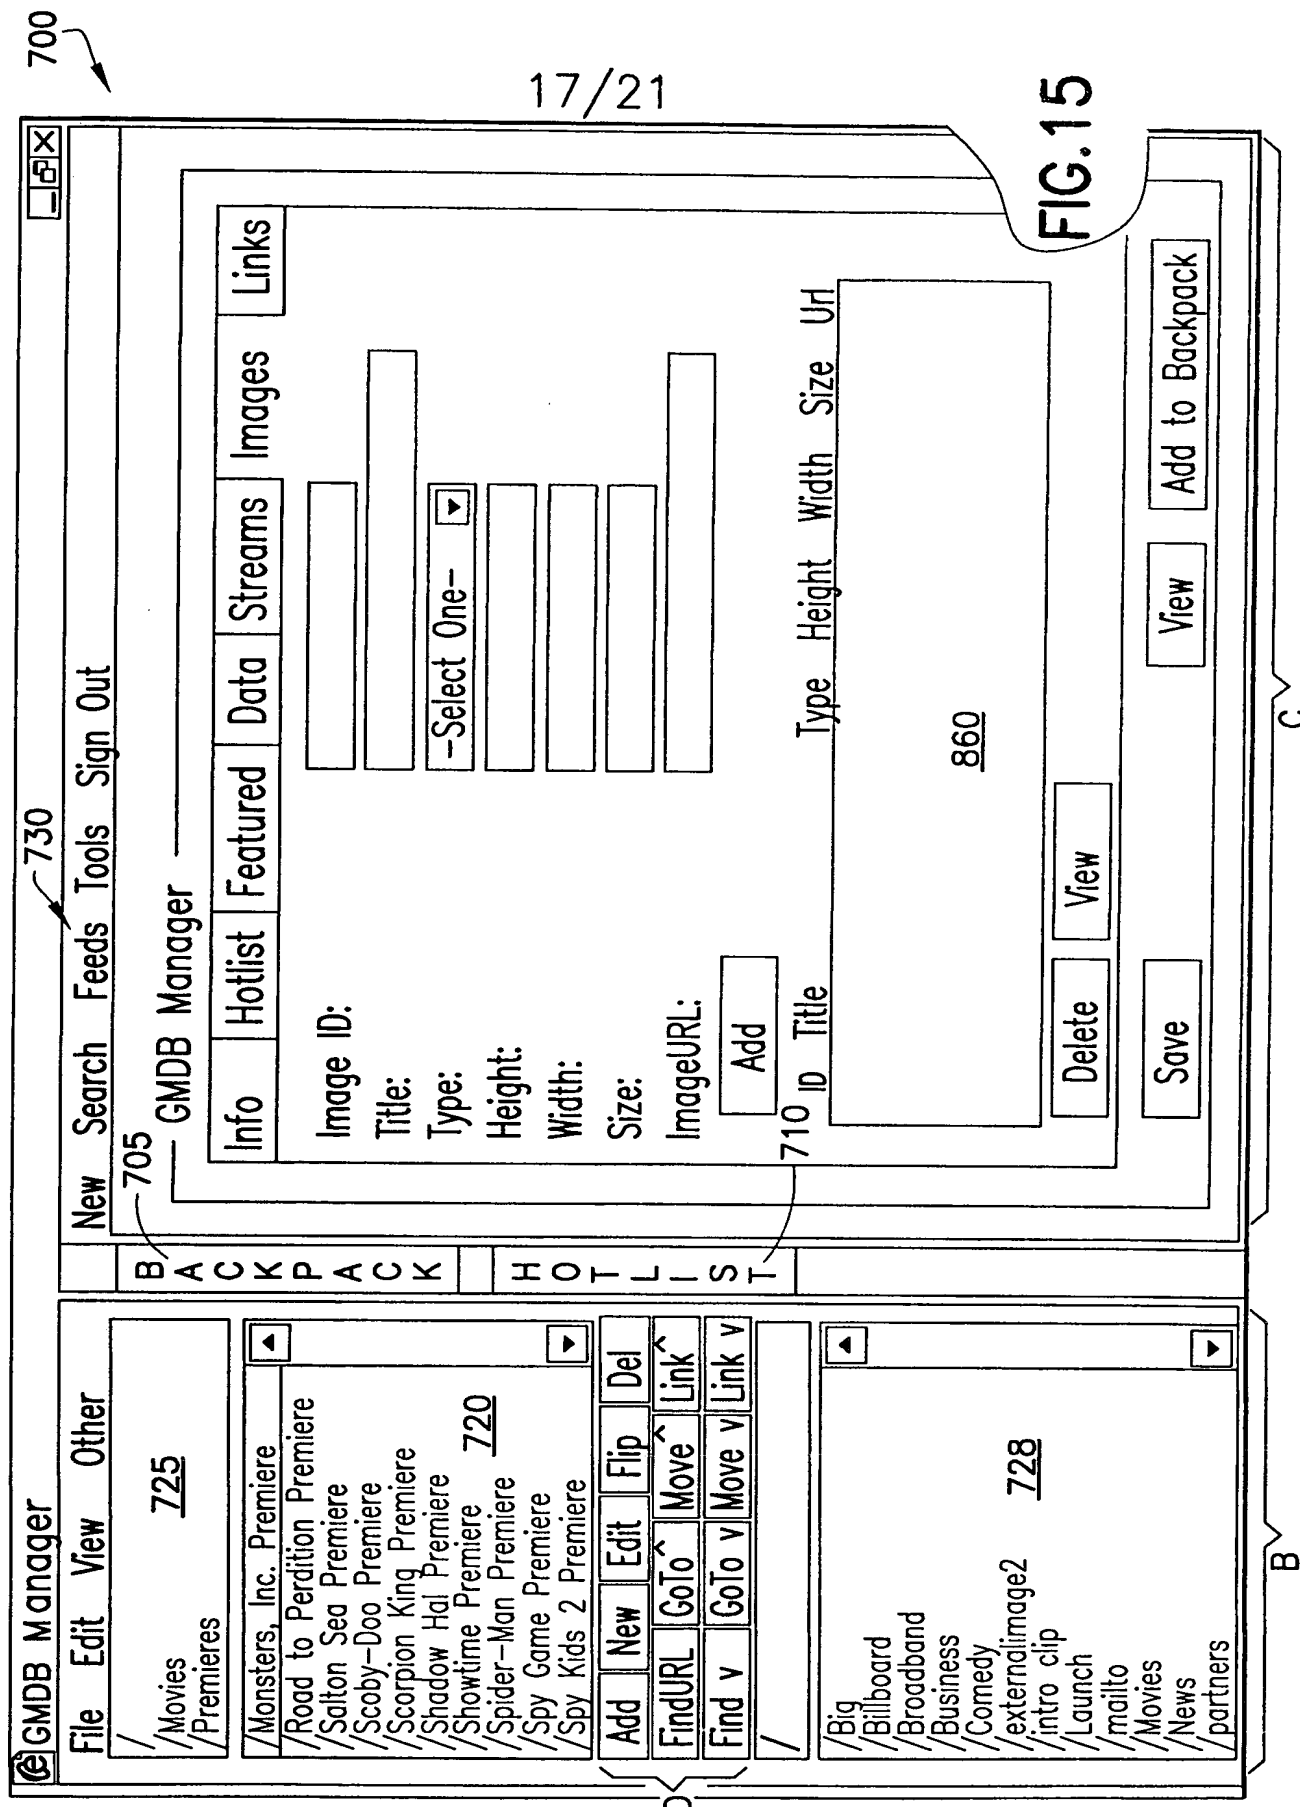 17/21
700
GMDB Manager
File Edit View Other
/
/Movies
/Premieres
725
/Monsters, Inc. Premiere
/Road to Perdition Premiere
/Salton Sea Premiere
/Scoby-Doo Premiere
/Scorpion King Premiere
/Shadow Hal Premiere
/Showtime Premiere
/Spider-Man Premiere
/Spy Game Premiere
/Spy Kids 2 Premiere
720
Add New Edit Flip Del
FindURL GoTo^ Move^ Link^
Find v GoTo v Move v Link v
D
/
/Big
/Billboard
/Broadband
/Business
/Comedy
/externalimage2
/intro clip
/Launch
/mailto
/Movies
/News
/partners
728
B
BACKPACK
705
HOTLIST
710
730
New Search Feeds Tools Sign Out
GMDB Manager
Info Hotlist Featured Data Streams Images Links
Image ID:
Title:
Type: -Select One-
Height:
Width:
Size:
ImageURL:
Add
ID Title Type Height Width Size Url
860
Delete View
Save View Add to Backpack
C
FIG.15